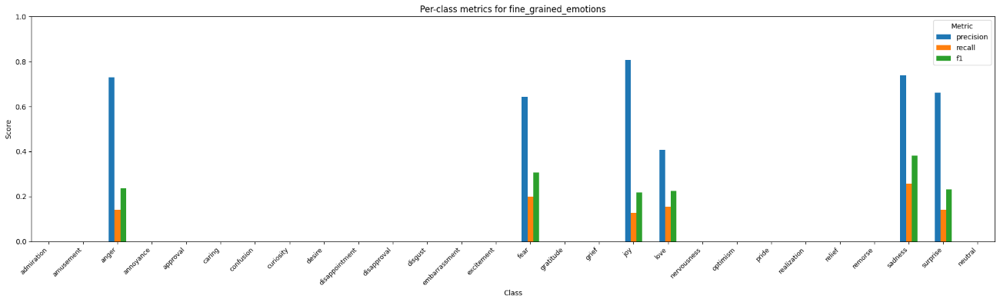 Per-class metrics for fine_grained_emotions
1.0
0.8
0.6
0.4
0.2
0.0
Score
Metric
precision
recall
f1
admiration
amusement
anger
annoyance
approval
caring
confusion
curiosity
desire
disappointment
disapproval
disgust
embarrassment
excitement
fear
gratitude
grief
joy
love
nervousness
optimism
pride
realization
relief
remorse
sadness
surprise
neutral
Class